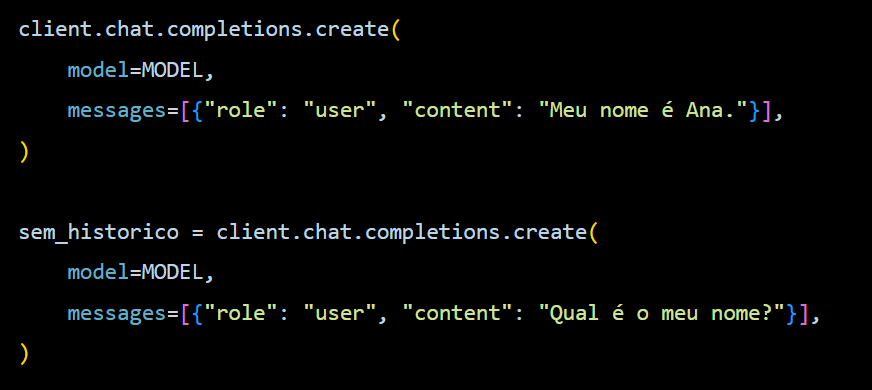 client.chat.completions.create(
    model=MODEL,
    messages=[{"role": "user", "content": "Meu nome é Ana."}],
)

sem_historico = client.chat.completions.create(
    model=MODEL,
    messages=[{"role": "user", "content": "Qual é o meu nome?"}],
)